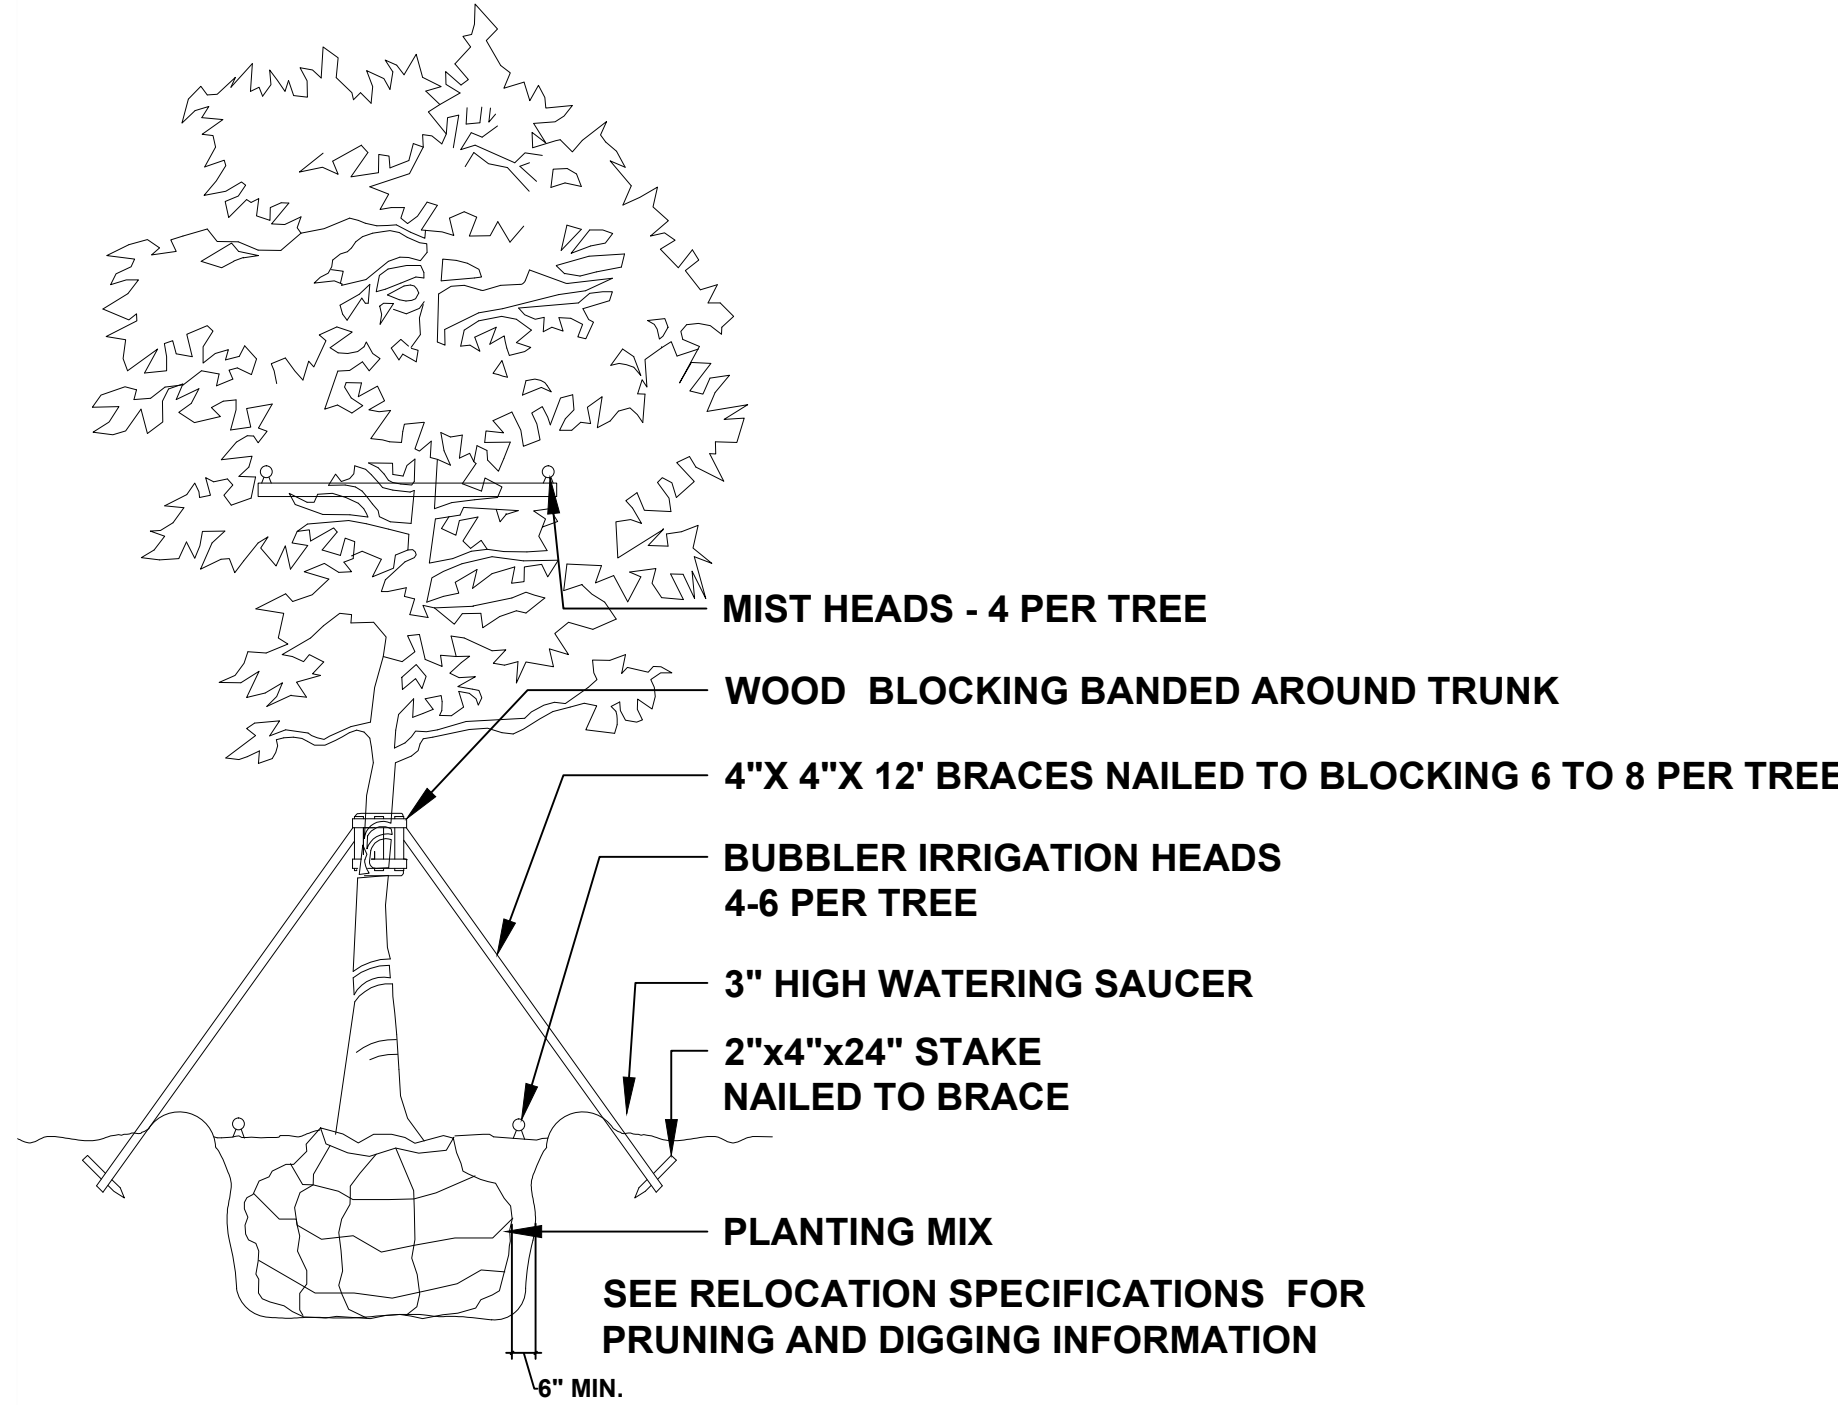 MIST HEADS - 4 PER TREE
WOOD BLOCKING BANDED AROUND TRUNK
4"X 4"X 12' BRACES NAILED TO BLOCKING 6 TO 8 PER TREE
BUBBLER IRRIGATION HEADS
4-6 PER TREE
3" HIGH WATERING SAUCER
2"x4"x24" STAKE
NAILED TO BRACE
PLANTING MIX
SEE RELOCATION SPECIFICATIONS FOR
PRUNING AND DIGGING INFORMATION
6" MIN.